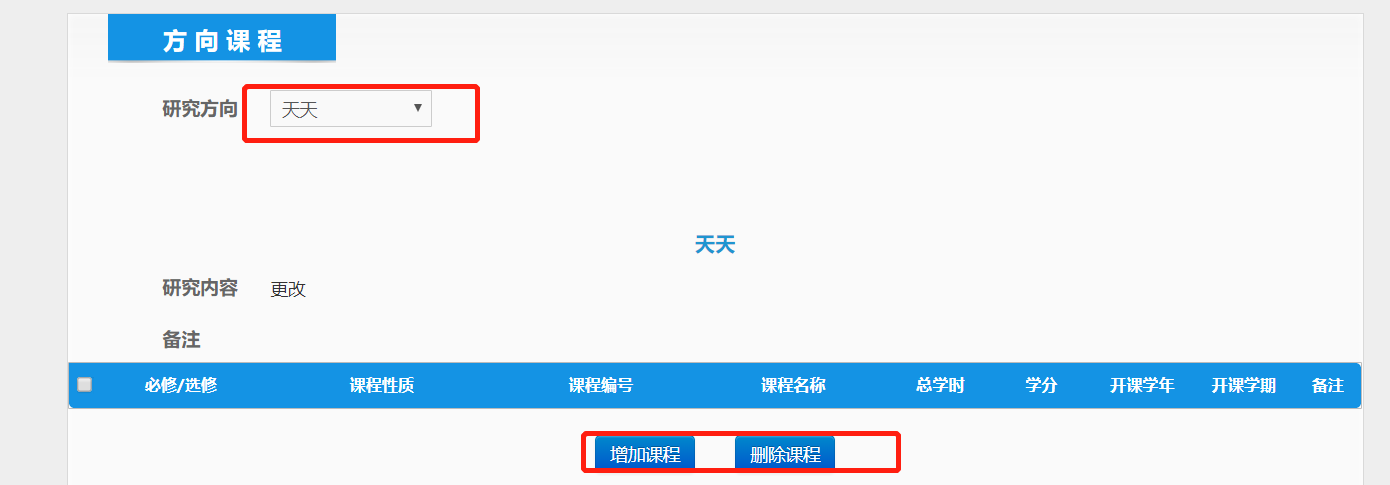 方向课程
研究方向 天天
天天
研究内容 更改
备注
必修/选修 课程性质 课程编号 课程名称 总学时 学分 开课学年 开课学期 备注
增加课程 删除课程